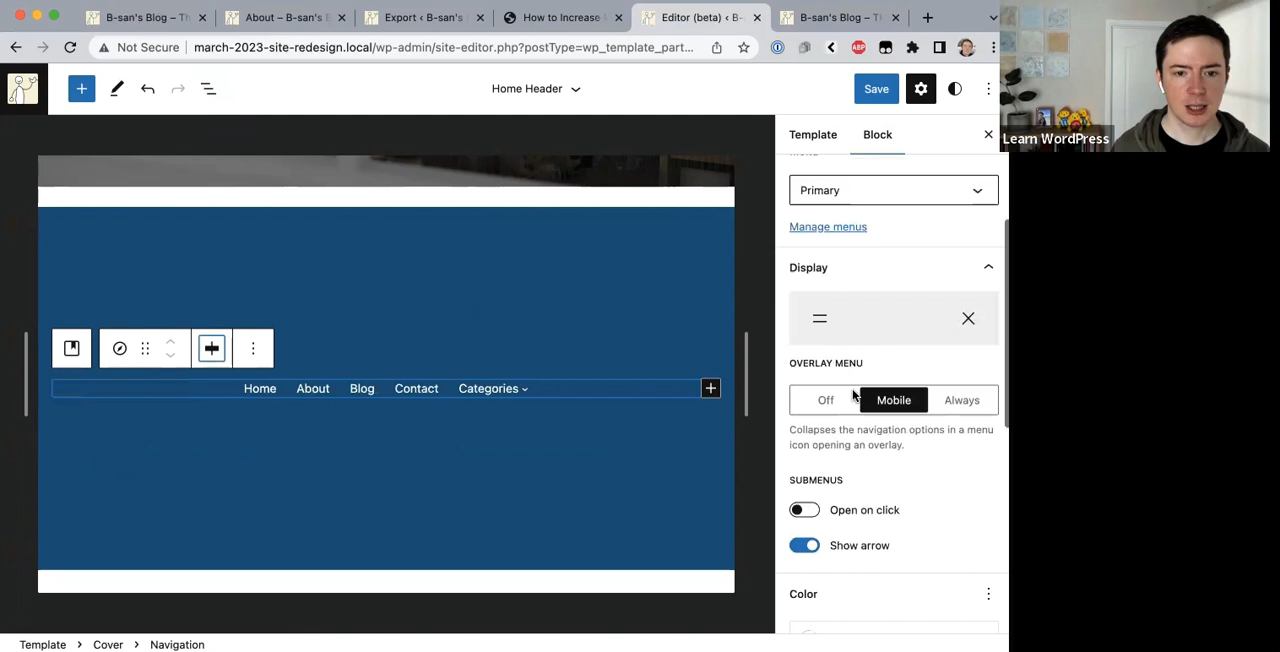 B-san's Blog – Th
About – B-san's B
Export ‹ B-san's
How to Increase
Editor (beta) ‹ B-
B-san's Blog – Th
Not Secure
march-2023-site-redesign.local/wp-admin/site-editor.php?postType=wp_template_part...
ABP
Home Header
Save
Learn WordPress
Template
Block
Primary
Manage menus
Display
OVERLAY MENU
Off
Mobile
Always
Collapses the navigation options in a menu
icon opening an overlay.
SUBMENUS
Open on click
Show arrow
Color
Home
About
Blog
Contact
Categories
Template > Cover > Navigation